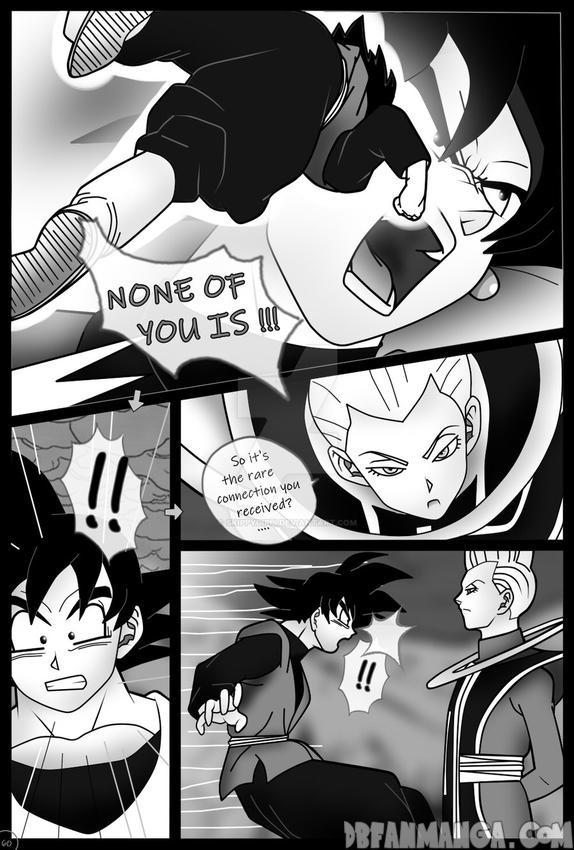 NONE OF
YOU IS !!!
!!
So it's
the rare
connection you
received?
....
!!
60
DBFANMANGA.COM